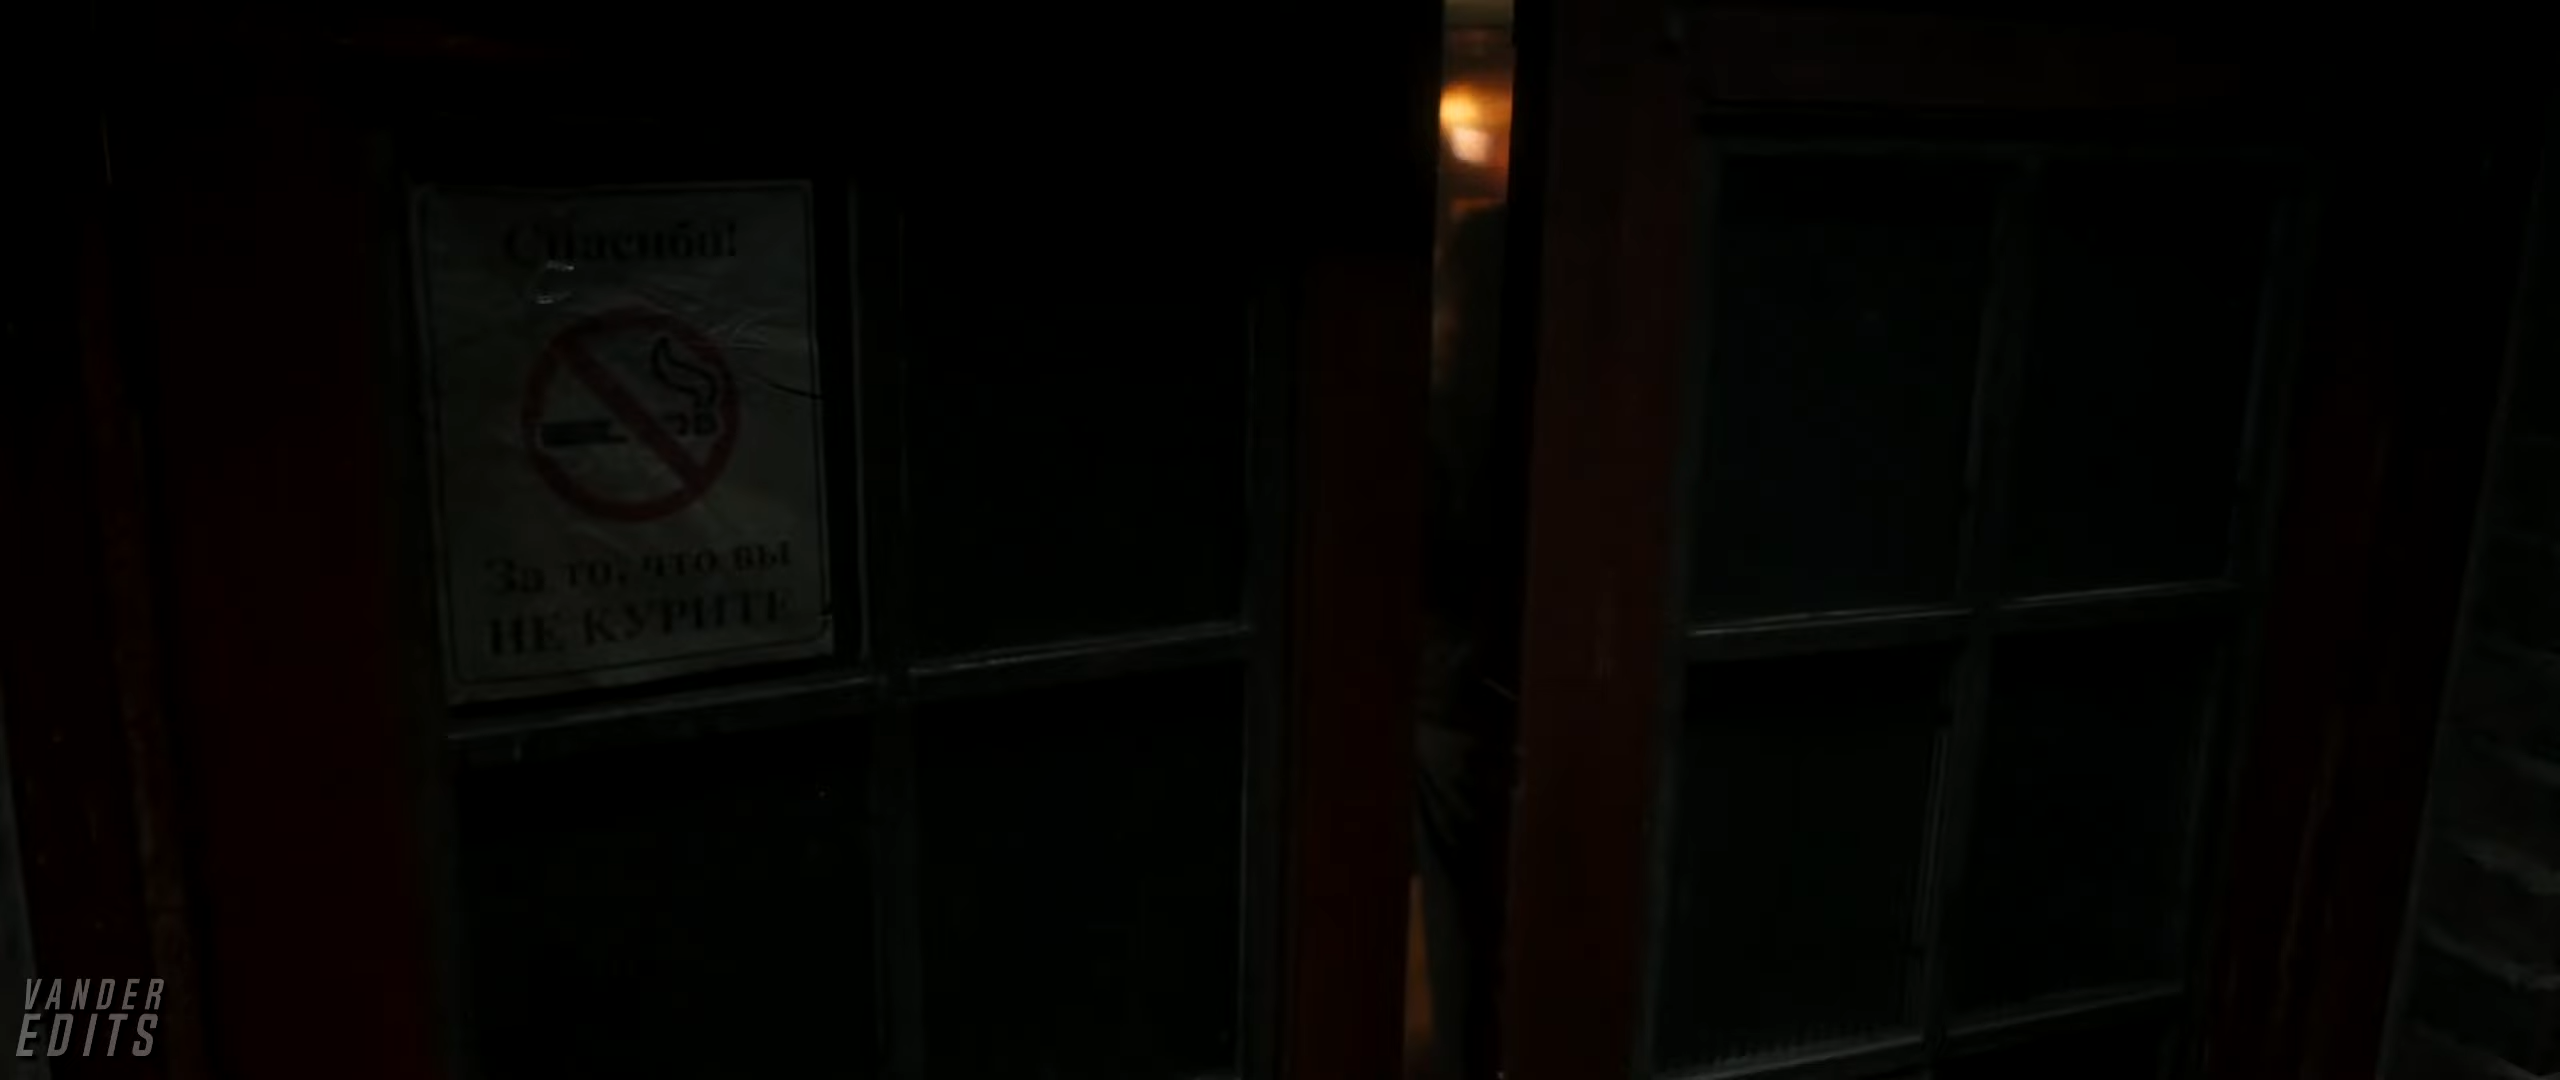 Спасибо!
За то, что вы
НЕ КУРИТЕ
VANDER
EDITS